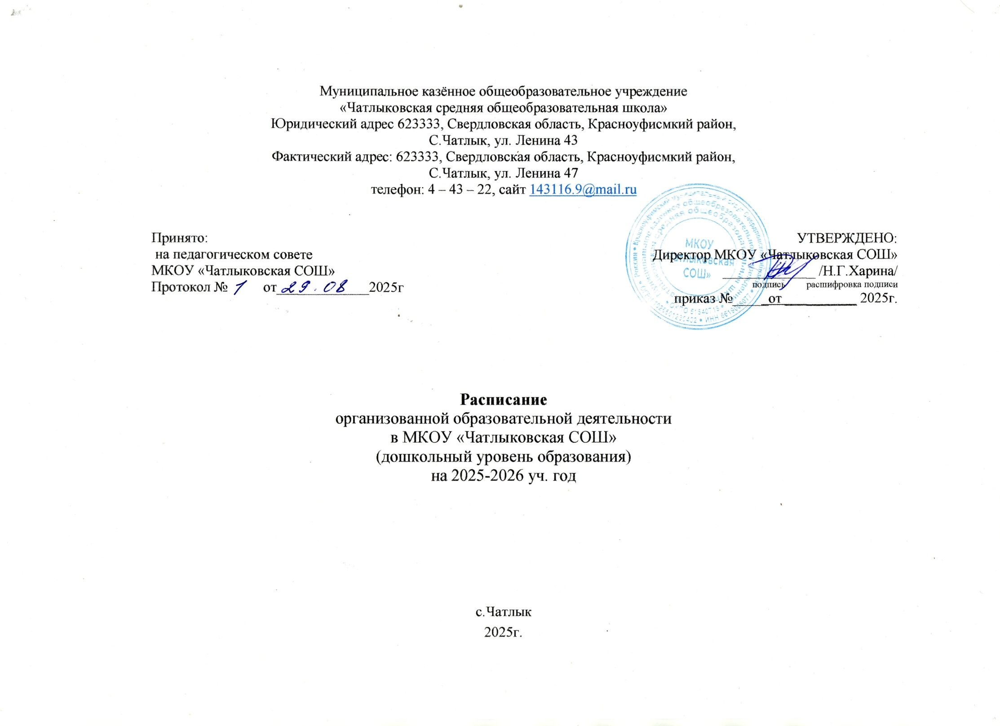 Муниципальное казённое общеобразовательное учреждение
«Чатлыковская средняя общеобразовательная школа»
Юридический адрес 623333, Свердловская область, Красноуфисмкий район,
С.Чатлык, ул. Ленина 43
Фактический адрес: 623333, Свердловская область, Красноуфисмкий район,
С.Чатлык, ул. Ленина 47
телефон: 4 – 43 – 22, сайт 143116.9@mail.ru
Принято:
на педагогическом совете
МКОУ «Чатлыковская СОШ»
Протокол № 1 от 29.08 2025г
УТВЕРЖДЕНО:
Директор МКОУ «Чатлыковская СОШ»
/Н.Г.Харина/
подпись расшифровка подписи
приказ №_____от__________ 2025г.
МКОУ
СОШ»
Расписание
организованной образовательной деятельности
в МКОУ «Чатлыковская СОШ»
(дошкольный уровень образования)
на 2025-2026 уч. год
с.Чатлык
2025г.